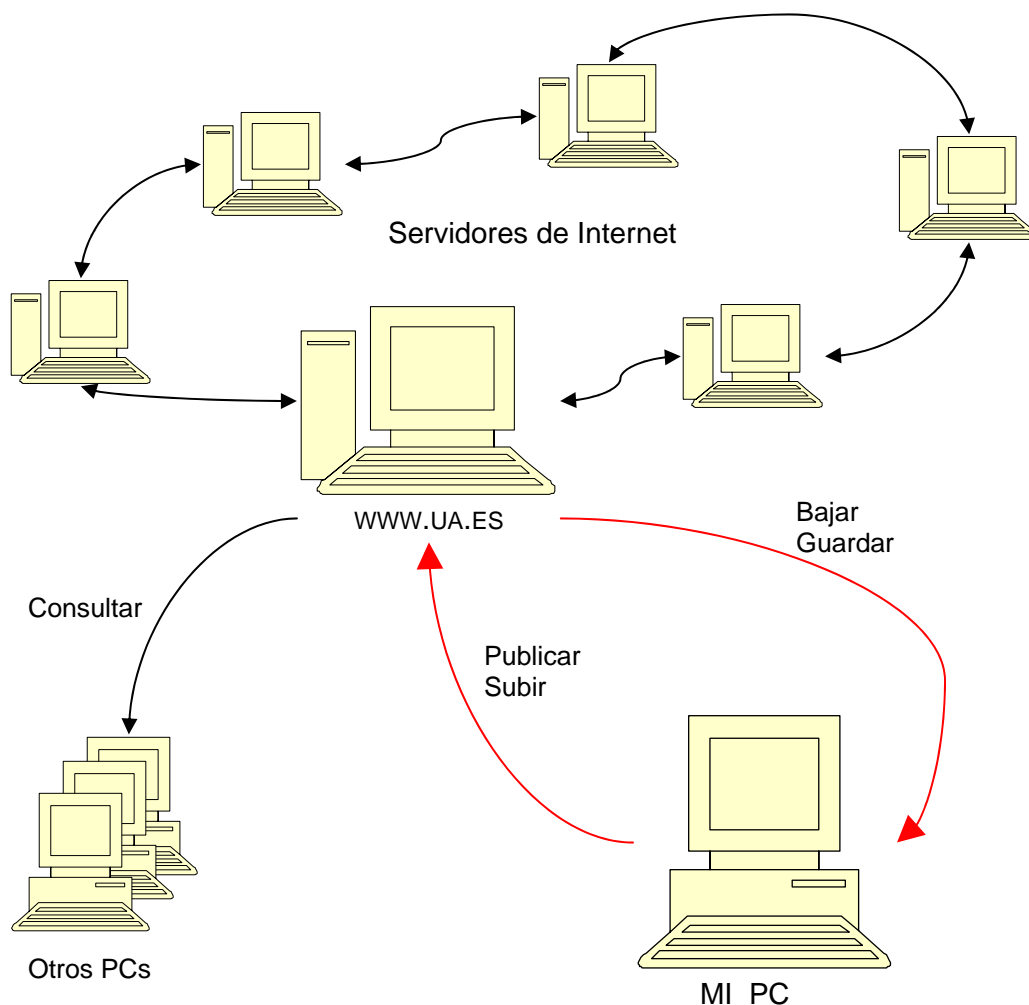 Servidores de Internet
WWW.UA.ES
Bajar
Guardar
Consultar
Publicar
Subir
Otros PCs
MI PC